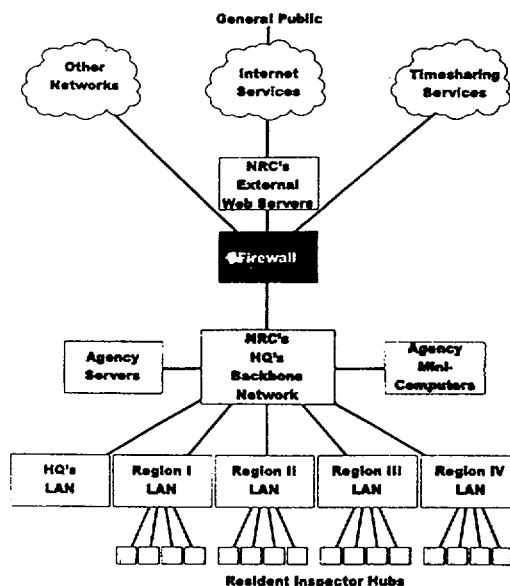 General Public
Other
Networks
Internet
Services
Timesharing
Services
NRC's
External
Web Servers
Firewall
NRC's
HQ's
Backbone
Network
Agency
Servers
Agency
Mini-
Computers
HQ's
LAN
Region I
LAN
Region II
LAN
Region III
LAN
Region IV
LAN
Resident Inspector Hubs